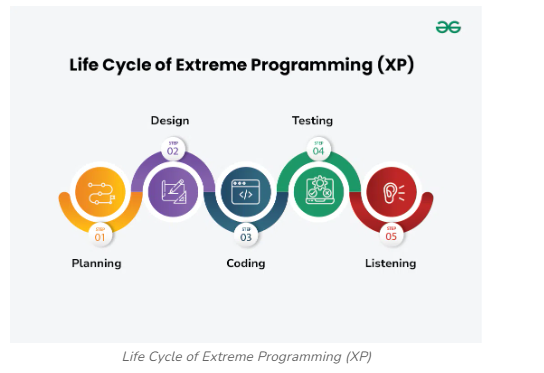 Life Cycle of Extreme Programming (XP)
Design
Testing
STEP
02
STEP
04
</>
STEP
01
STEP
03
STEP
05
Planning
Coding
Listening
Life Cycle of Extreme Programming (XP)